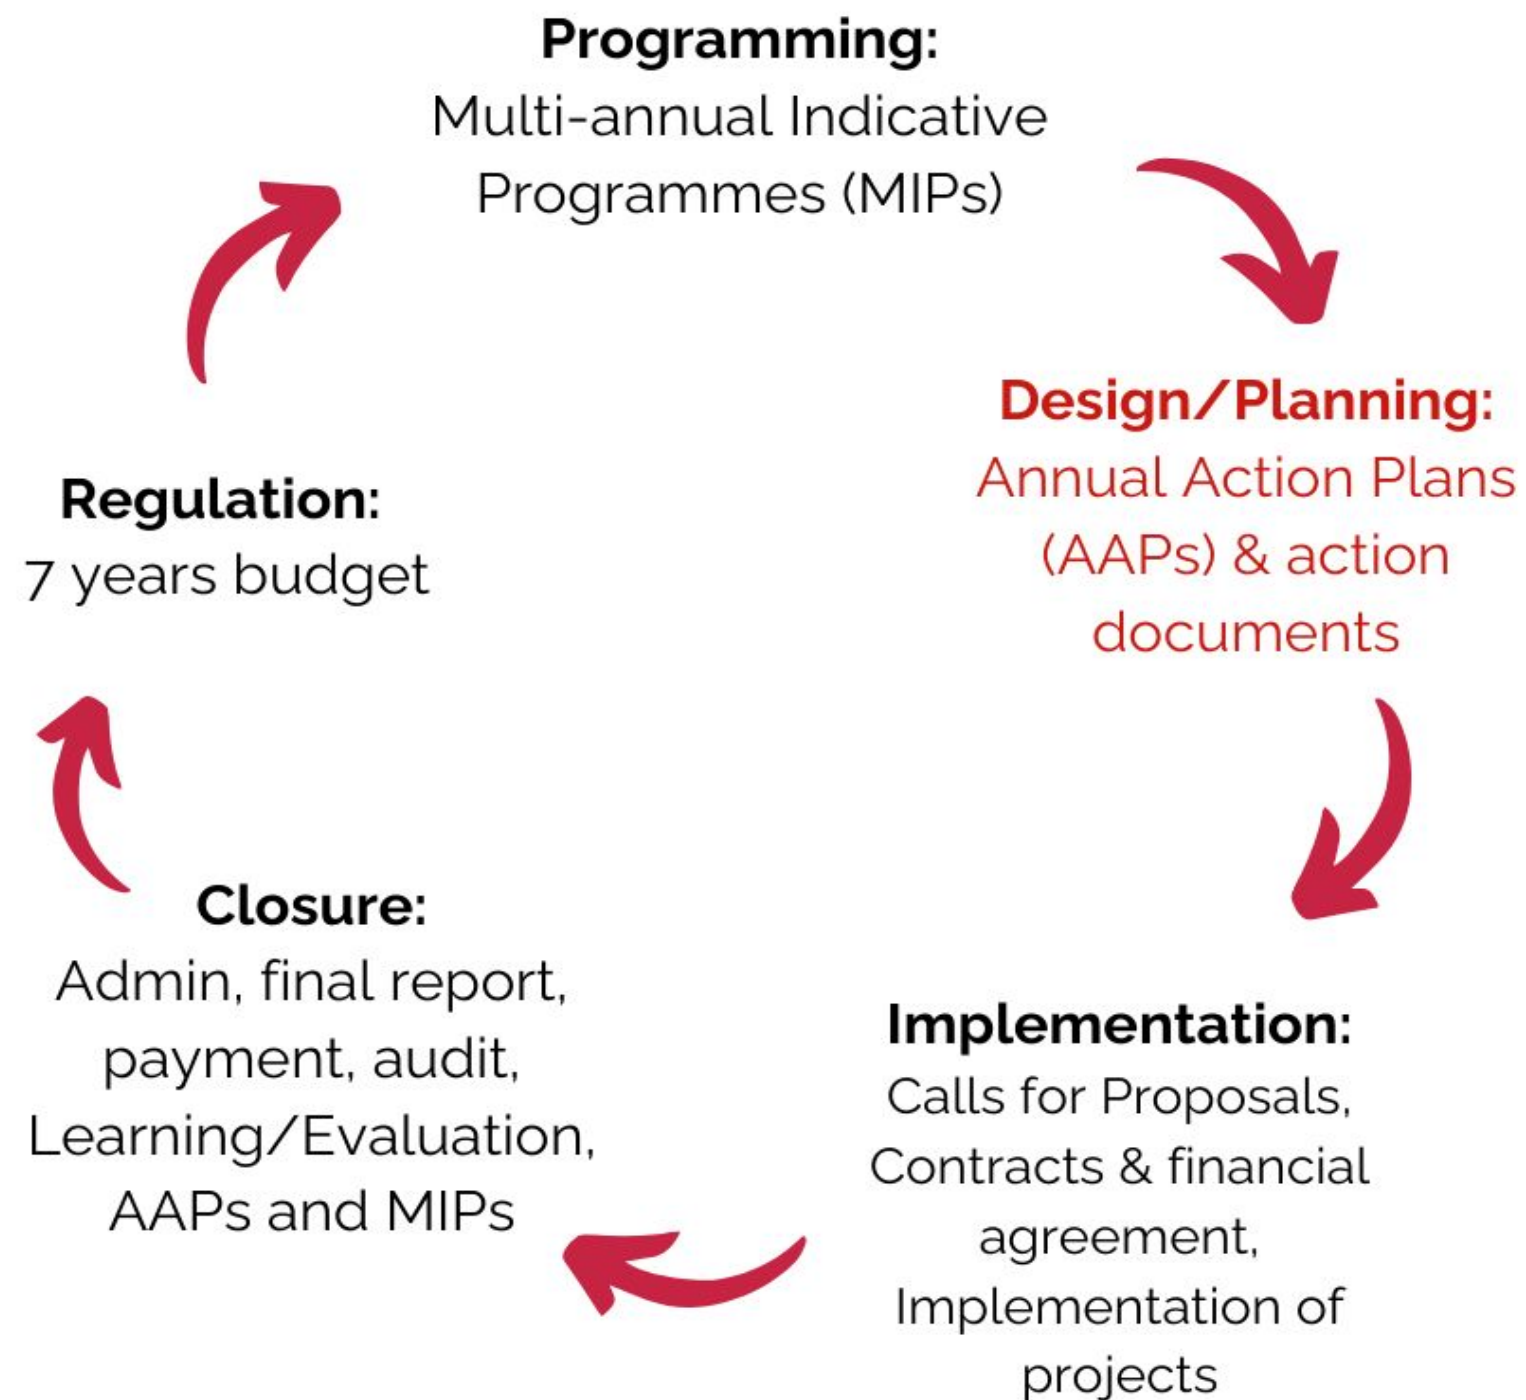 Programming:
Multi-annual Indicative
Programmes (MIPs)
Design/Planning:
Annual Action Plans
(AAPs) & action
documents
Implementation:
Calls for Proposals,
Contracts & financial
agreement,
Implementation of
projects
Closure:
Admin, final report,
payment, audit,
Learning/Evaluation,
AAPs and MIPs
Regulation:
7 years budget